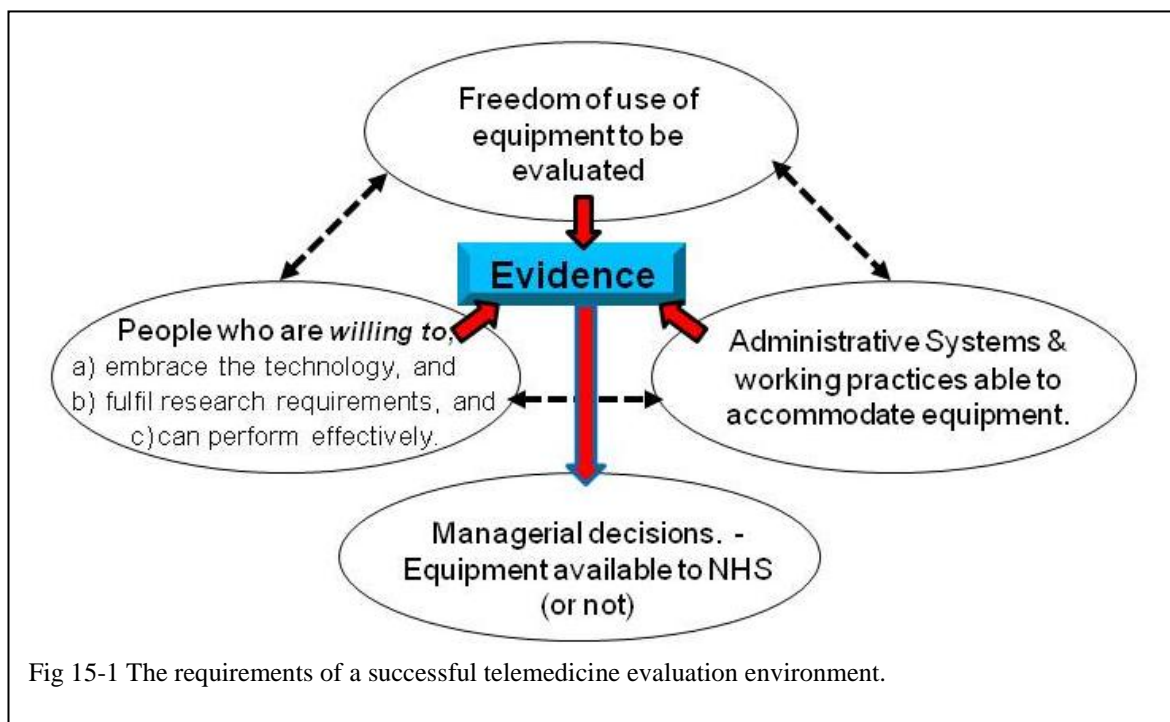 Freedom of use of
equipment to be
evaluated
Evidence
People who are willing to,
a) embrace the technology, and
b) fulfil research requirements, and
c)can perform effectively.
Administrative Systems &
working practices able to
accommodate equipment.
Managerial decisions. -
Equipment available to NHS
(or not)
Fig 15-1 The requirements of a successful telemedicine evaluation environment.